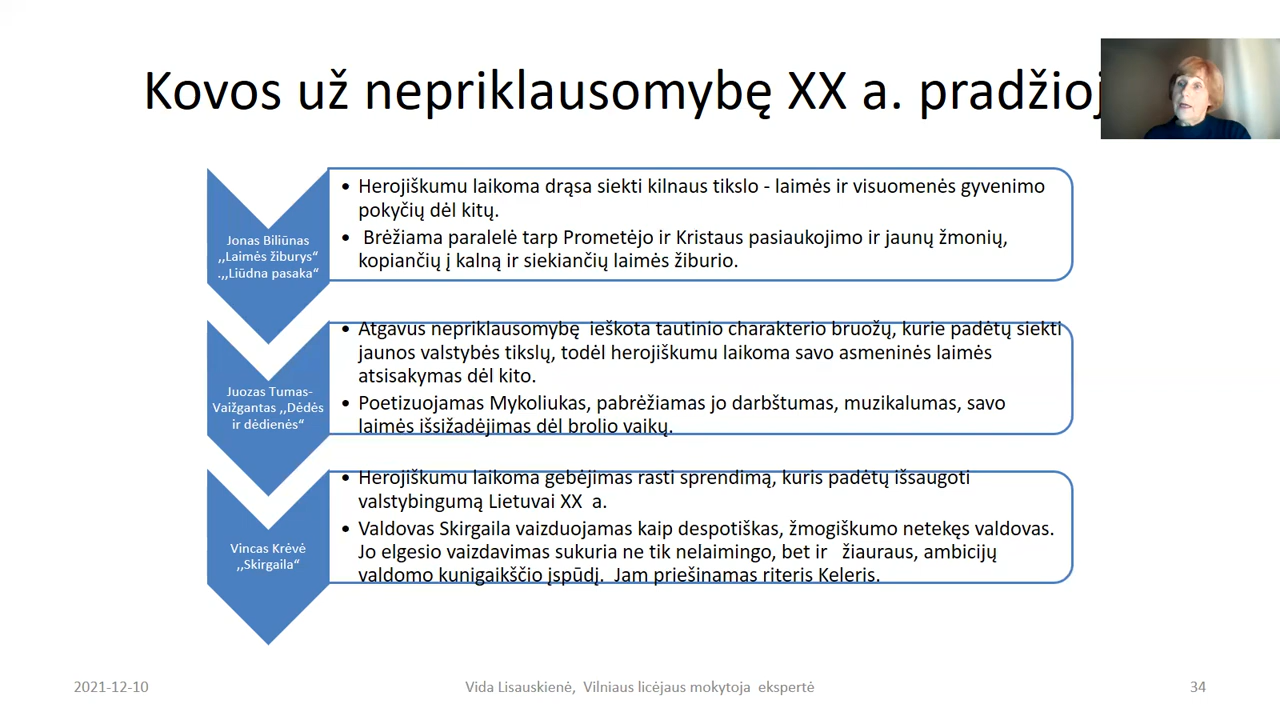 Kovos už nepriklausomybę XX a. pradžioj
Jonas Biliūnas
,,Laimės žiburys“
.,,Liūdna pasaka“
• Herojiškumu laikoma drąsa siekti kilnaus tikslo - laimės ir visuomenės gyvenimo
pokyčių dėl kitų.
• Brėžiama paralelė tarp Prometėjo ir Kristaus pasiaukojimo ir jaunų žmonių,
kopiančių į kalną ir siekiančių laimės žiburio.
Juozas Tumas-
Vaižgantas ,,Dėdės
ir dėdienės“
• Atgavus nepriklausomybę ieškota tautinio charakterio bruožų, kurie padėtų siekti
jaunos valstybės tikslų, todėl herojiškumu laikoma savo asmeninės laimės
atsisakymas dėl kito.
• Poetizuojamas Mykoliukas, pabrėžiamas jo darbštumas, muzikalumas, savo
laimės išsižadėjimas dėl brolio vaikų.
Vincas Krėvė
,,Skirgaila“
• Herojiškumu laikoma gebėjimas rasti sprendimą, kuris padėtų išsaugoti
valstybingumą Lietuvai XX a.
• Valdovas Skirgaila vaizduojamas kaip despotiškas, žmogiškumo netekęs valdovas.
Jo elgesio vaizdavimas sukuria ne tik nelaimingo, bet ir žiauraus, ambicijų
valdomo kunigaikščio įspūdį. Jam priešinamas riteris Keleris.
2021-12-10
Vida Lisauskienė, Vilniaus licėjaus mokytoja ekspertė
34